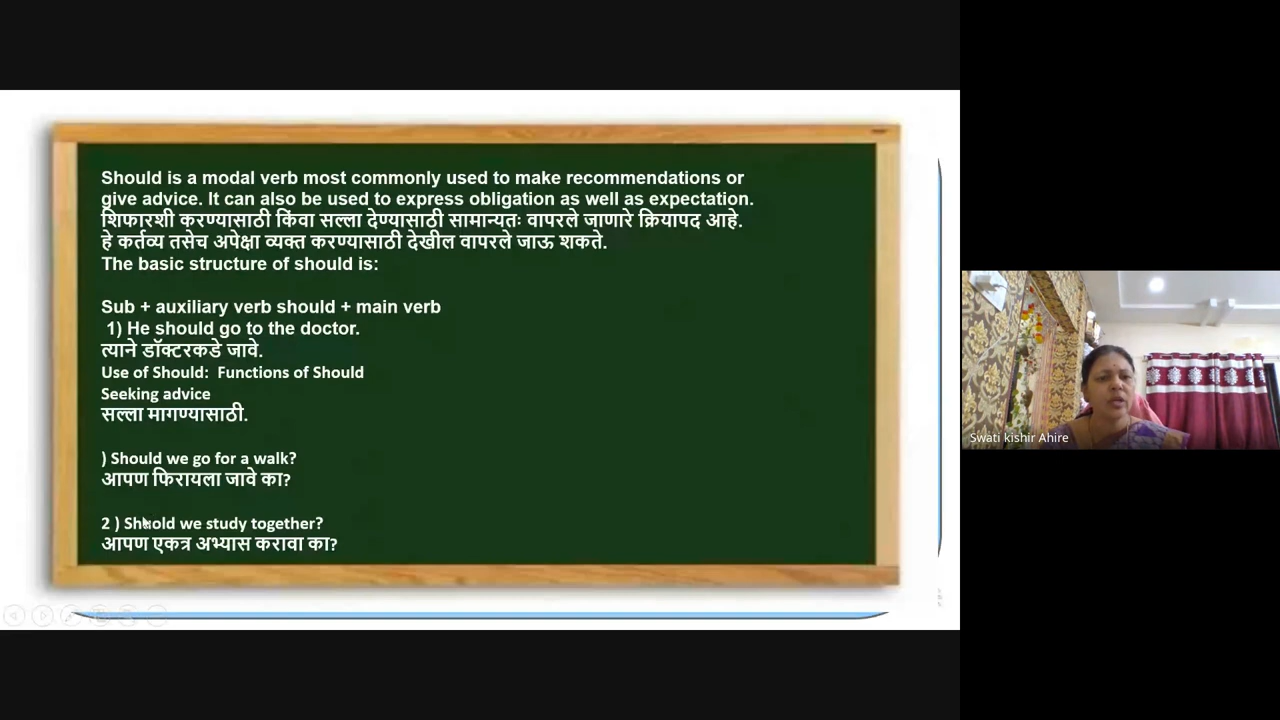 Should is a modal verb most commonly used to make recommendations or
give advice. It can also be used to express obligation as well as expectation.
शिफारशी करण्यासाठी किंवा सल्ला देण्यासाठी सामान्यतः वापरले जाणारे क्रियापद आहे.
हे कर्तव्य तसेच अपेक्षा व्यक्त करण्यासाठी देखील वापरले जाऊ शकते.
The basic structure of should is:
Sub + auxiliary verb should + main verb
1) He should go to the doctor.
त्याने डॉक्टरकडे जावे.
Use of Should: Functions of Should
Seeking advice
सल्ला मागण्यासाठी.
) Should we go for a walk?
आपण फिरायला जावे का?
2 ) Should we study together?
आपण एकत्र अभ्यास करावा का?
Swati kishir Ahire